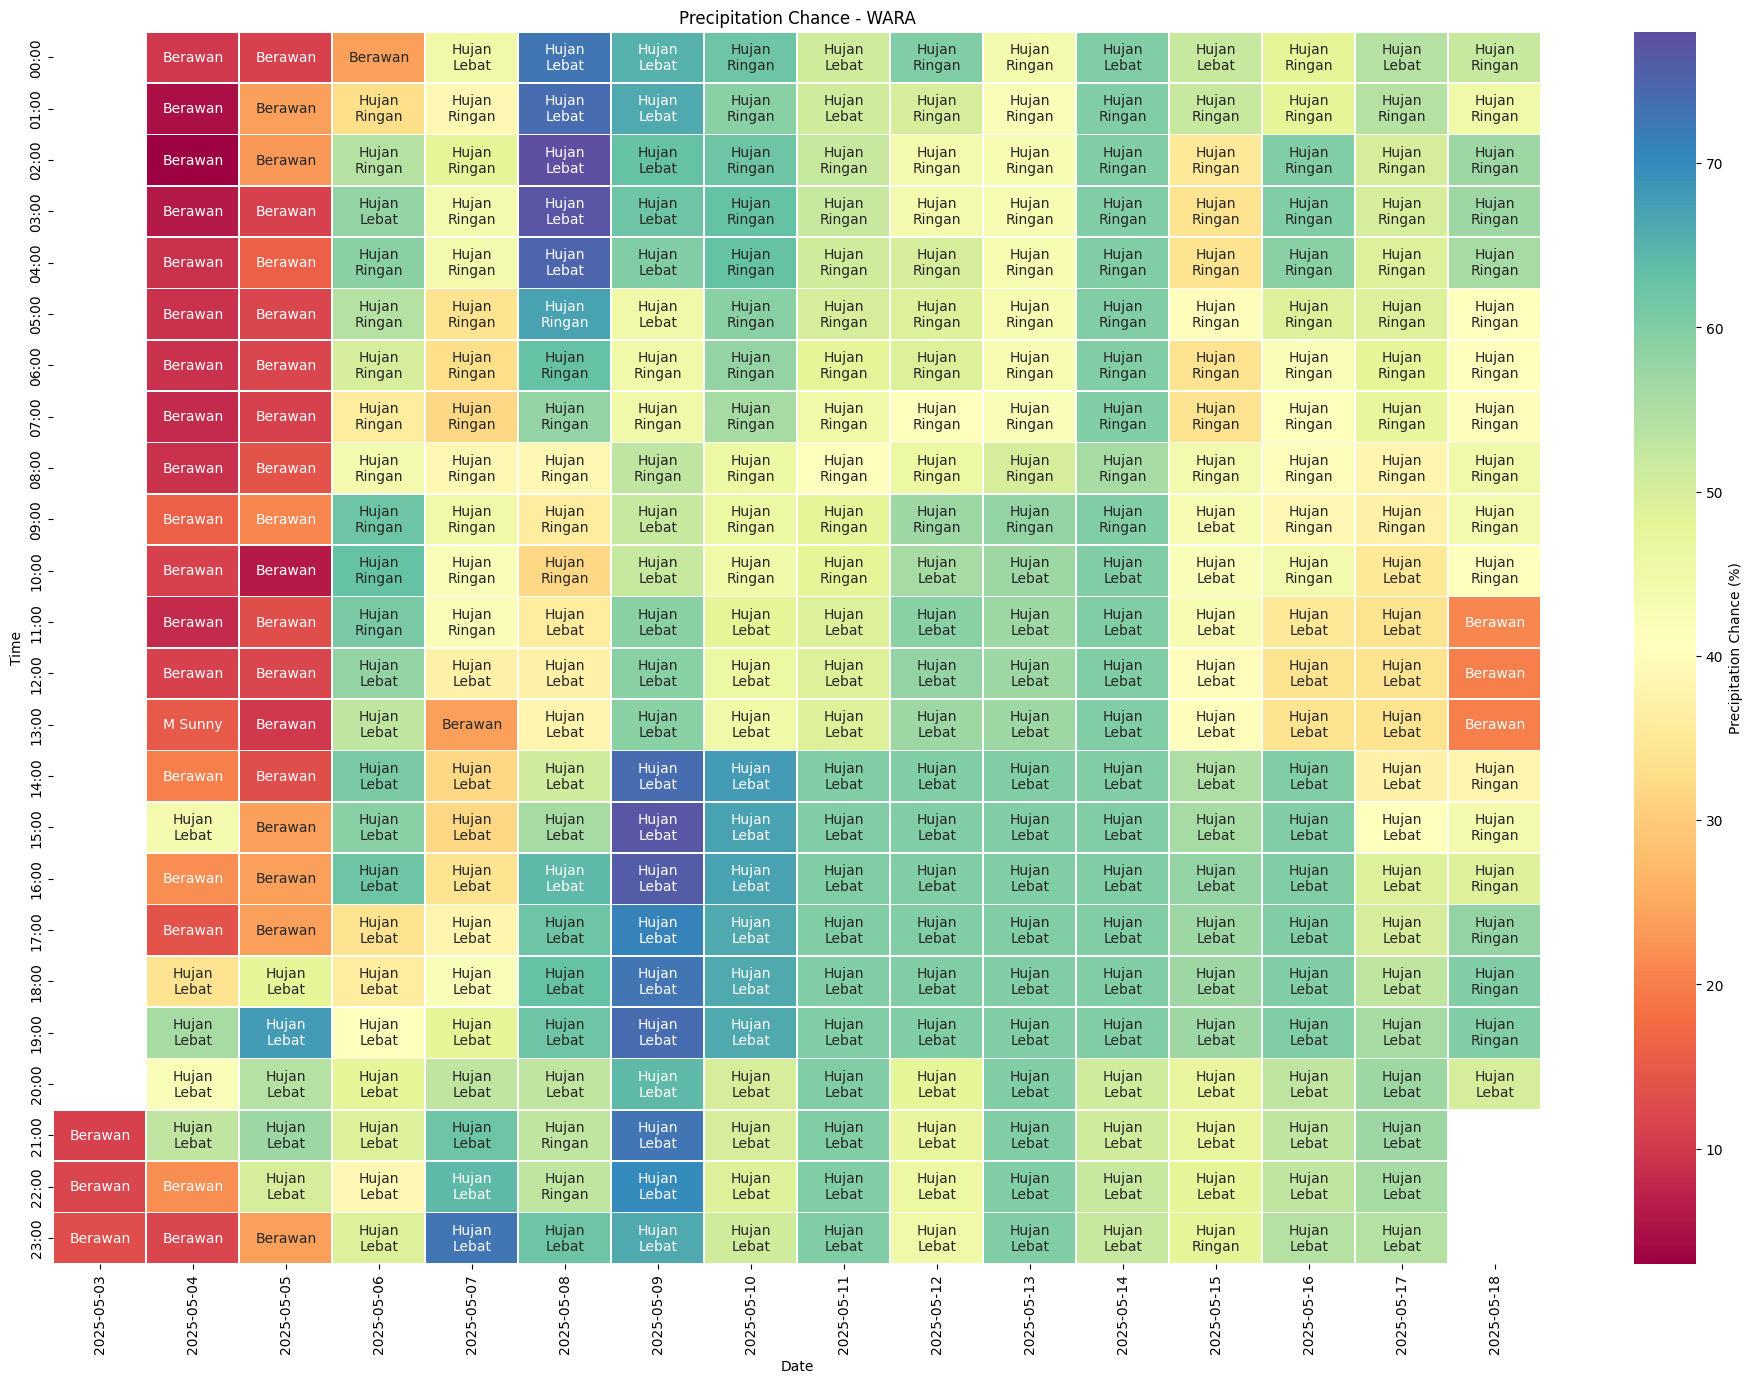 Precipitation Chance - WARA
00:00 Berawan Berawan Berawan Hujan Lebat Hujan Lebat Hujan Lebat Hujan Ringan Hujan Lebat Hujan Ringan Hujan Ringan Hujan Lebat Hujan Lebat Hujan Ringan Hujan Lebat Hujan Ringan
01:00 Berawan Berawan Hujan Ringan Hujan Ringan Hujan Lebat Hujan Lebat Hujan Ringan Hujan Lebat Hujan Ringan Hujan Ringan Hujan Ringan Hujan Ringan Hujan Ringan Hujan Ringan Hujan Ringan
02:00 Berawan Berawan Hujan Ringan Hujan Ringan Hujan Lebat Hujan Lebat Hujan Ringan Hujan Ringan Hujan Ringan Hujan Ringan Hujan Ringan Hujan Ringan Hujan Ringan Hujan Ringan Hujan Ringan
03:00 Berawan Berawan Hujan Lebat Hujan Ringan Hujan Lebat Hujan Lebat Hujan Ringan Hujan Ringan Hujan Ringan Hujan Ringan Hujan Ringan Hujan Ringan Hujan Ringan Hujan Ringan Hujan Ringan
04:00 Berawan Berawan Hujan Ringan Hujan Ringan Hujan Lebat Hujan Lebat Hujan Ringan Hujan Ringan Hujan Ringan Hujan Ringan Hujan Ringan Hujan Ringan Hujan Ringan Hujan Ringan Hujan Ringan
05:00 Berawan Berawan Hujan Ringan Hujan Ringan Hujan Ringan Hujan Lebat Hujan Ringan Hujan Ringan Hujan Ringan Hujan Ringan Hujan Ringan Hujan Ringan Hujan Ringan Hujan Ringan Hujan Ringan
06:00 Berawan Berawan Hujan Ringan Hujan Ringan Hujan Ringan Hujan Ringan Hujan Ringan Hujan Ringan Hujan Ringan Hujan Ringan Hujan Ringan Hujan Ringan Hujan Ringan Hujan Ringan Hujan Ringan
07:00 Berawan Berawan Hujan Ringan Hujan Ringan Hujan Ringan Hujan Ringan Hujan Ringan Hujan Ringan Hujan Ringan Hujan Ringan Hujan Ringan Hujan Ringan Hujan Ringan Hujan Ringan Hujan Ringan
08:00 Berawan Berawan Hujan Ringan Hujan Ringan Hujan Ringan Hujan Ringan Hujan Ringan Hujan Ringan Hujan Ringan Hujan Ringan Hujan Ringan Hujan Ringan Hujan Ringan Hujan Ringan Hujan Ringan
09:00 Berawan Berawan Hujan Ringan Hujan Ringan Hujan Ringan Hujan Lebat Hujan Ringan Hujan Ringan Hujan Ringan Hujan Ringan Hujan Ringan Hujan Lebat Hujan Ringan Hujan Ringan Hujan Ringan
10:00 Berawan Berawan Hujan Ringan Hujan Ringan Hujan Ringan Hujan Lebat Hujan Ringan Hujan Ringan Hujan Lebat Hujan Lebat Hujan Lebat Hujan Lebat Hujan Ringan Hujan Lebat Hujan Ringan
11:00 Berawan Berawan Hujan Ringan Hujan Ringan Hujan Lebat Hujan Lebat Hujan Lebat Hujan Lebat Hujan Lebat Hujan Lebat Hujan Lebat Hujan Lebat Hujan Lebat Hujan Lebat Berawan
12:00 Berawan Berawan Hujan Lebat Hujan Lebat Hujan Lebat Hujan Lebat Hujan Lebat Hujan Lebat Hujan Lebat Hujan Lebat Hujan Lebat Hujan Lebat Hujan Lebat Hujan Lebat Berawan
13:00 M Sunny Berawan Hujan Lebat Berawan Hujan Lebat Hujan Lebat Hujan Lebat Hujan Lebat Hujan Lebat Hujan Lebat Hujan Lebat Hujan Lebat Hujan Lebat Hujan Lebat Berawan
14:00 Berawan Berawan Hujan Lebat Hujan Lebat Hujan Lebat Hujan Lebat Hujan Lebat Hujan Lebat Hujan Lebat Hujan Lebat Hujan Lebat Hujan Lebat Hujan Lebat Hujan Lebat Hujan Ringan
15:00 Hujan Lebat Berawan Hujan Lebat Hujan Lebat Hujan Lebat Hujan Lebat Hujan Lebat Hujan Lebat Hujan Lebat Hujan Lebat Hujan Lebat Hujan Lebat Hujan Lebat Hujan Lebat Hujan Ringan
16:00 Berawan Berawan Hujan Lebat Hujan Lebat Hujan Lebat Hujan Lebat Hujan Lebat Hujan Lebat Hujan Lebat Hujan Lebat Hujan Lebat Hujan Lebat Hujan Lebat Hujan Lebat Hujan Ringan
17:00 Berawan Berawan Hujan Lebat Hujan Lebat Hujan Lebat Hujan Lebat Hujan Lebat Hujan Lebat Hujan Lebat Hujan Lebat Hujan Lebat Hujan Lebat Hujan Lebat Hujan Lebat Hujan Ringan
18:00 Hujan Lebat Hujan Lebat Hujan Lebat Hujan Lebat Hujan Lebat Hujan Lebat Hujan Lebat Hujan Lebat Hujan Lebat Hujan Lebat Hujan Lebat Hujan Lebat Hujan Lebat Hujan Lebat Hujan Ringan
19:00 Hujan Lebat Hujan Lebat Hujan Lebat Hujan Lebat Hujan Lebat Hujan Lebat Hujan Lebat Hujan Lebat Hujan Lebat Hujan Lebat Hujan Lebat Hujan Lebat Hujan Lebat Hujan Lebat Hujan Ringan
20:00 Hujan Lebat Hujan Lebat Hujan Lebat Hujan Lebat Hujan Lebat Hujan Lebat Hujan Lebat Hujan Lebat Hujan Lebat Hujan Lebat Hujan Lebat Hujan Lebat Hujan Lebat Hujan Lebat Hujan Lebat
21:00 Berawan Hujan Lebat Hujan Lebat Hujan Lebat Hujan Lebat Hujan Ringan Hujan Lebat Hujan Lebat Hujan Lebat Hujan Lebat Hujan Lebat Hujan Lebat Hujan Lebat Hujan Lebat Hujan Lebat
22:00 Berawan Berawan Hujan Lebat Hujan Lebat Hujan Lebat Hujan Ringan Hujan Lebat Hujan Lebat Hujan Lebat Hujan Lebat Hujan Lebat Hujan Lebat Hujan Lebat Hujan Lebat Hujan Lebat
23:00 Berawan Berawan Berawan Hujan Lebat Hujan Lebat Hujan Lebat Hujan Lebat Hujan Lebat Hujan Lebat Hujan Lebat Hujan Lebat Hujan Lebat Hujan Ringan Hujan Lebat Hujan Lebat
Time
2025-05-03 2025-05-04 2025-05-05 2025-05-06 2025-05-07 2025-05-08 2025-05-09 2025-05-10 2025-05-11 2025-05-12 2025-05-13 2025-05-14 2025-05-15 2025-05-16 2025-05-17 2025-05-18
Date
70
60
50
40
30
20
10
Precipitation Chance (%)